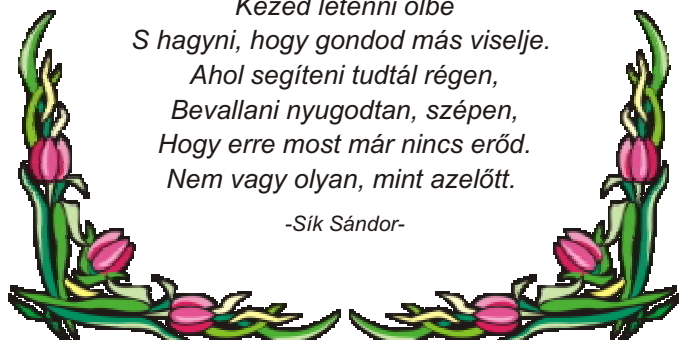 Kezed letenni ölbe
S hagyni, hogy gondod más viselje.
Ahol segíteni tudtál régen,
Bevallani nyugodtan, szépen,
Hogy erre most már nincs erőd.
Nem vagy olyan, mint azelőtt.
-Sík Sándor-